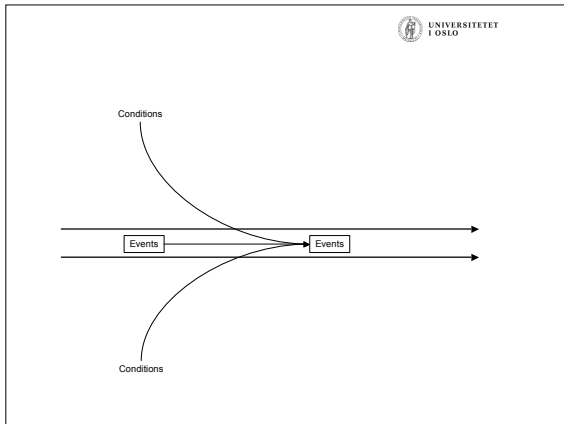 UNIVERSITETET
I OSLO
Conditions
Events Events
Conditions